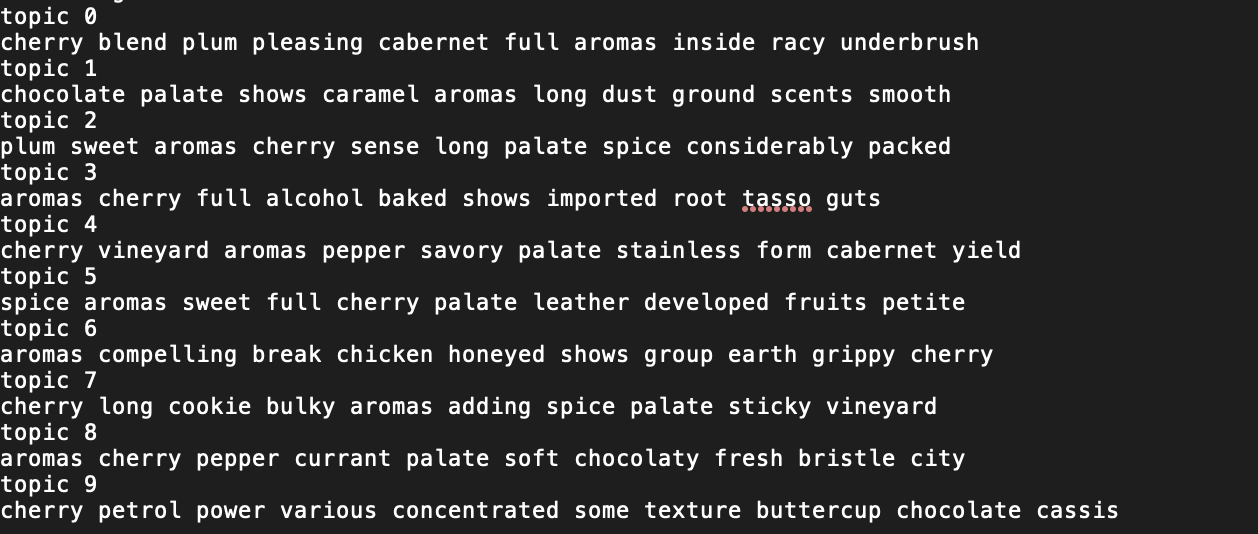 topic 0
cherry blend plum pleasing cabernet full aromas inside racy underbrush
topic 1
chocolate palate shows caramel aromas long dust ground scents smooth
topic 2
plum sweet aromas cherry sense long palate spice considerably packed
topic 3
aromas cherry full alcohol baked shows imported root tasso guts
topic 4
cherry vineyard aromas pepper savory palate stainless form cabernet yield
topic 5
spice aromas sweet full cherry palate leather developed fruits petite
topic 6
aromas compelling break chicken honeyed shows group earth grippy cherry
topic 7
cherry long cookie bulky aromas adding spice palate sticky vineyard
topic 8
aromas cherry pepper currant palate soft chocolaty fresh bristle city
topic 9
cherry petrol power various concentrated some texture buttercup chocolate cassis